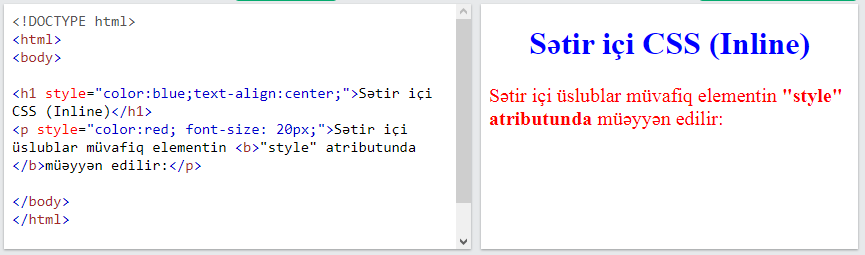 <!DOCTYPE html>
<html>
<body>
<h1 style="color:blue;text-align:center;">Sətir içi
CSS (Inline)</h1>
<p style="color:red; font-size: 20px;">Sətir içi
üslublar müvafiq elementin <b>"style" atributunda
</b>müəyyən edilir:</p>
</body>
</html>
Sətir içi CSS (Inline)
Sətir içi üslublar müvafiq elementin "style"
atributunda müəyyən edilir: